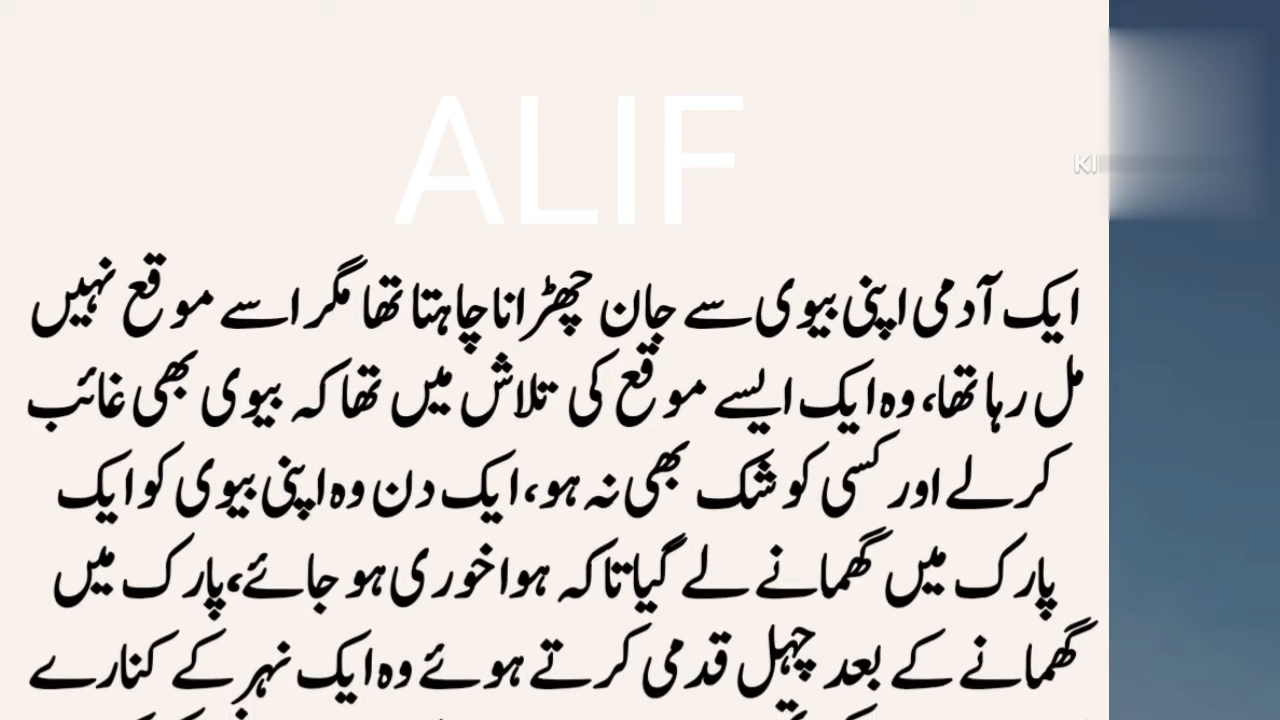 ALIF
KI
ایک آدمی اپنی بیوی سے جان چھڑانا چاہتا تھا مگر اسے موقع نہیں
مل رہا تھا، وہ ایک ایسے موقع کی تلاش میں تھا کہ بیوی بھی غائب
کر لے اور کسی کو شک بھی نہ ہو، ایک دن وہ اپنی بیوی کو ایک
پارک میں گھمانے لے گیا تاکہ ہوا خوری ہو جائے، پارک میں
گھمانے کے بعد چہل قدمی کرتے ہوئے وہ ایک نہر کے کنارے